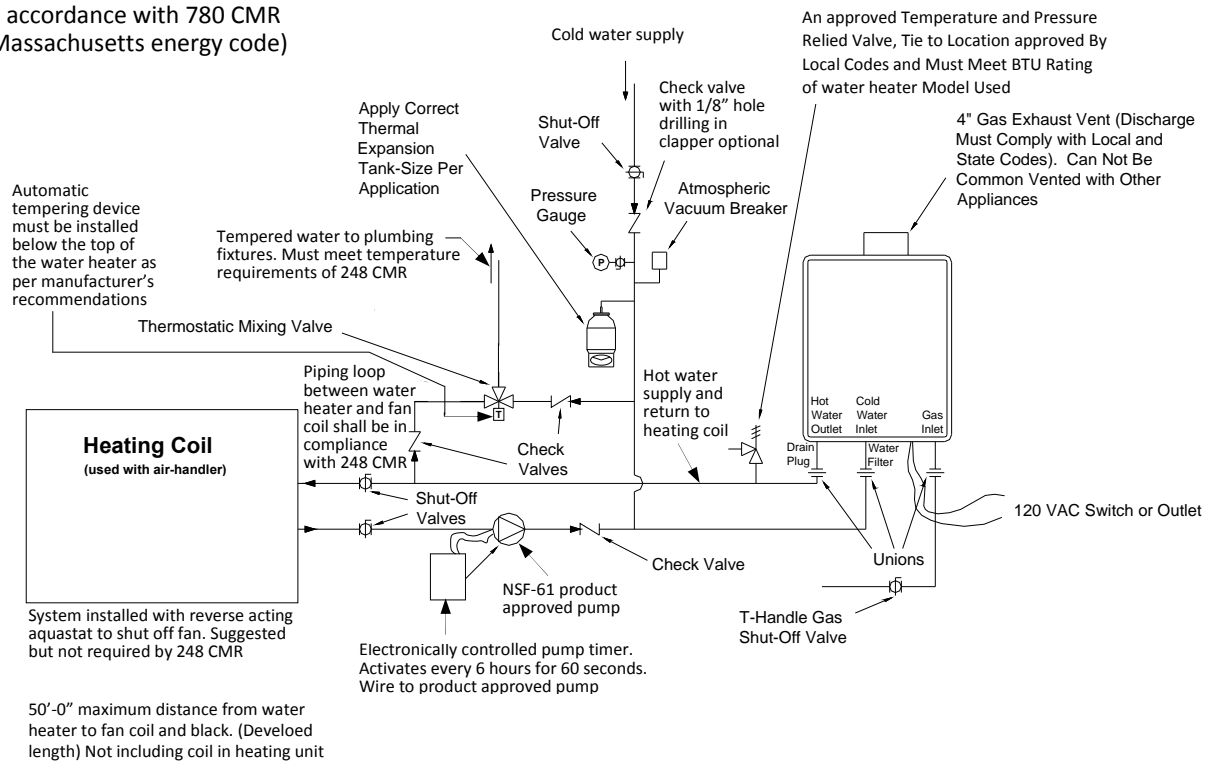 accordance with 780 CMR
Massachusetts energy code)
Cold water supply
An approved Temperature and Pressure
Relied Valve, Tie to Location approved By
Local Codes and Must Meet BTU Rating
of water heater Model Used
Check valve
with 1/8” hole
drilling in
clapper optional
Apply Correct
Thermal
Expansion
Tank-Size Per
Application
Shut-Off
Valve
4" Gas Exhaust Vent (Discharge
Must Comply with Local and
State Codes). Can Not Be
Common Vented with Other
Appliances
Automatic
tempering device
must be installed
below the top of
the water heater as
per manufacturer’s
recommendations
Pressure
Gauge
Atmospheric
Vacuum Breaker
Tempered water to plumbing
fixtures. Must meet temperature
requirements of 248 CMR
P
Thermostatic Mixing Valve
Piping loop
between water
heater and fan
coil shall be in
compliance
with 248 CMR
T
Hot water
supply and
return to
heating coil
Hot
Water
Outlet
Cold
Water
Inlet
Gas
Inlet
Heating Coil
(used with air-handler)
Check
Valves
Drain
Plug
Water
Filter
Shut-Off
Valves
120 VAC Switch or Outlet
Unions
Check Valve
NSF-61 product
approved pump
T-Handle Gas
Shut-Off Valve
System installed with reverse acting
aquastat to shut off fan. Suggested
but not required by 248 CMR
Electronically controlled pump timer.
Activates every 6 hours for 60 seconds.
Wire to product approved pump
50’-0” maximum distance from water
heater to fan coil and black. (Develoed
length) Not including coil in heating unit